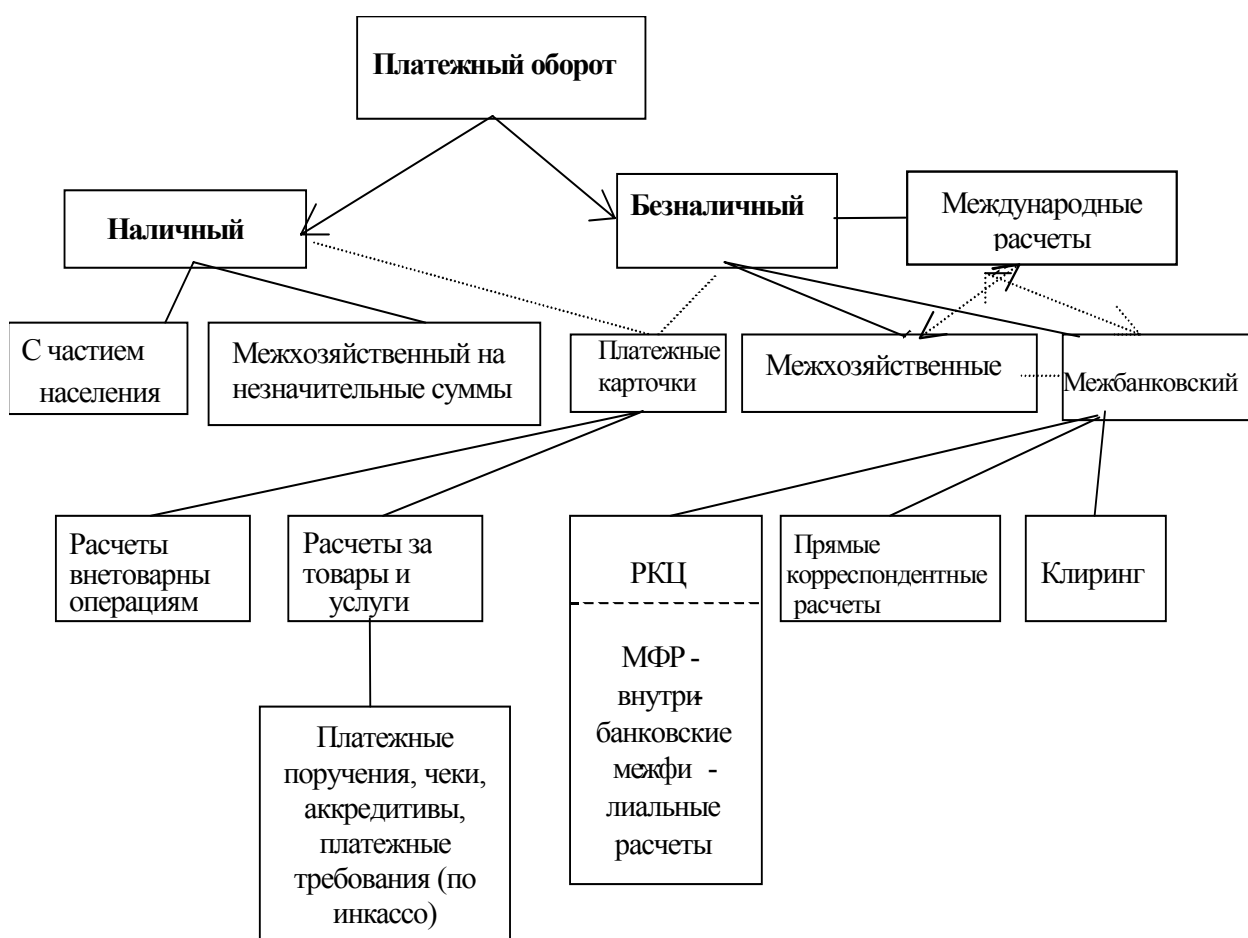 Платежный оборот
Наличный
Безналичный
Международные
расчеты
С частием
населения
Межхозяйственный на
незначительные суммы
Платежные
карточки
Межхозяйственные
Межбанковский
Расчеты
внетоварны
операциям
Расчеты за
товары и
услуги
РКЦ
МФР -
внутри-
банковские
межфи -
лиальные
расчеты
Прямые
корреспондентные
расчеты
Клиринг
Платежные
поручения, чеки,
аккредитивы,
платежные
требования (по
инкассо)